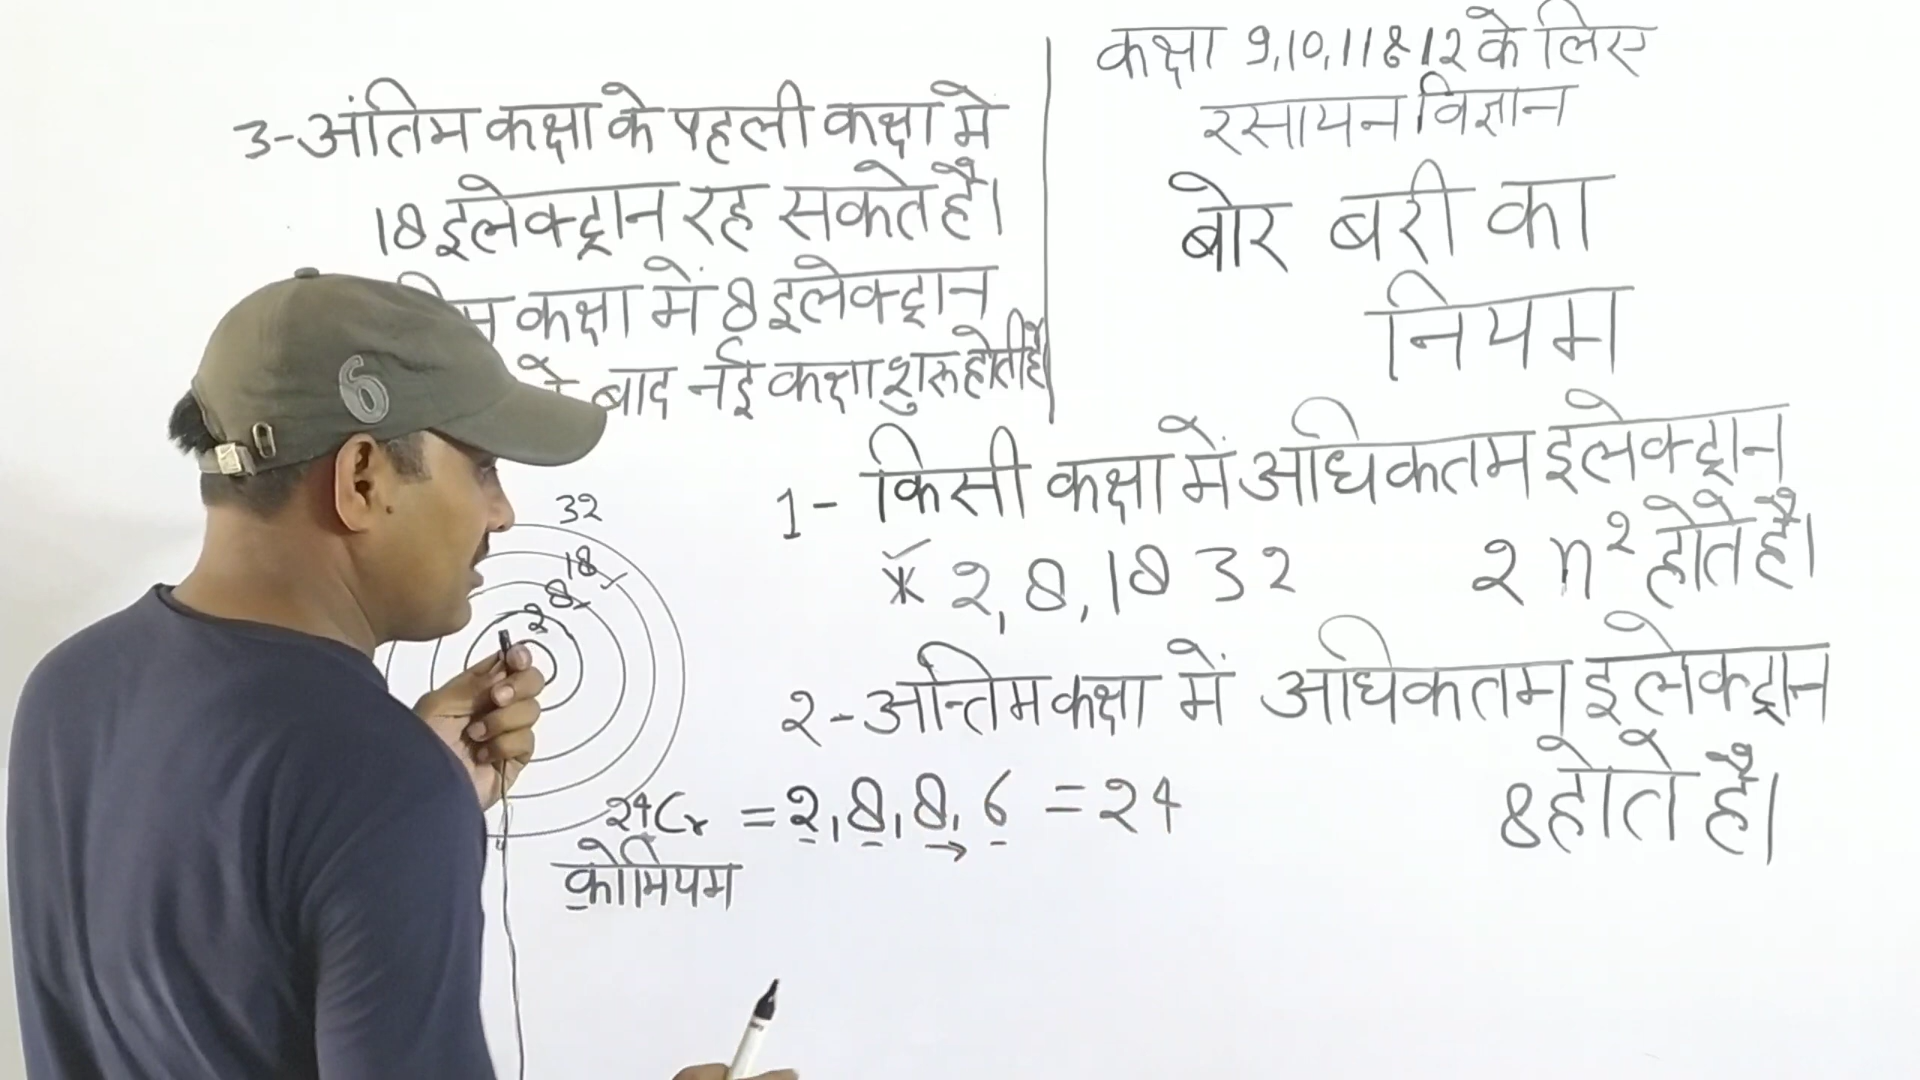 कक्षा 9,10,11&12 के लिए
रसायन विज्ञान
बोर बरी का
नियम
1- किसी कक्षा में अधिकतम इलेक्ट्रान
2n² होते है।
* 2,8,18 32
2-अन्तिम कक्षा में अधिकतम इलेक्ट्रान
8 होते है।
3-अंतिम कक्षा के पहली कक्षा मे
18 इलेक्ट्रान रह सकते है।
कक्षा में 8 इलेक्ट्रान
बाद नई कक्षा शुरू होती है
32
18
8
2
24Cr = 2,8,8,6 = 24
क्रोमियम
6